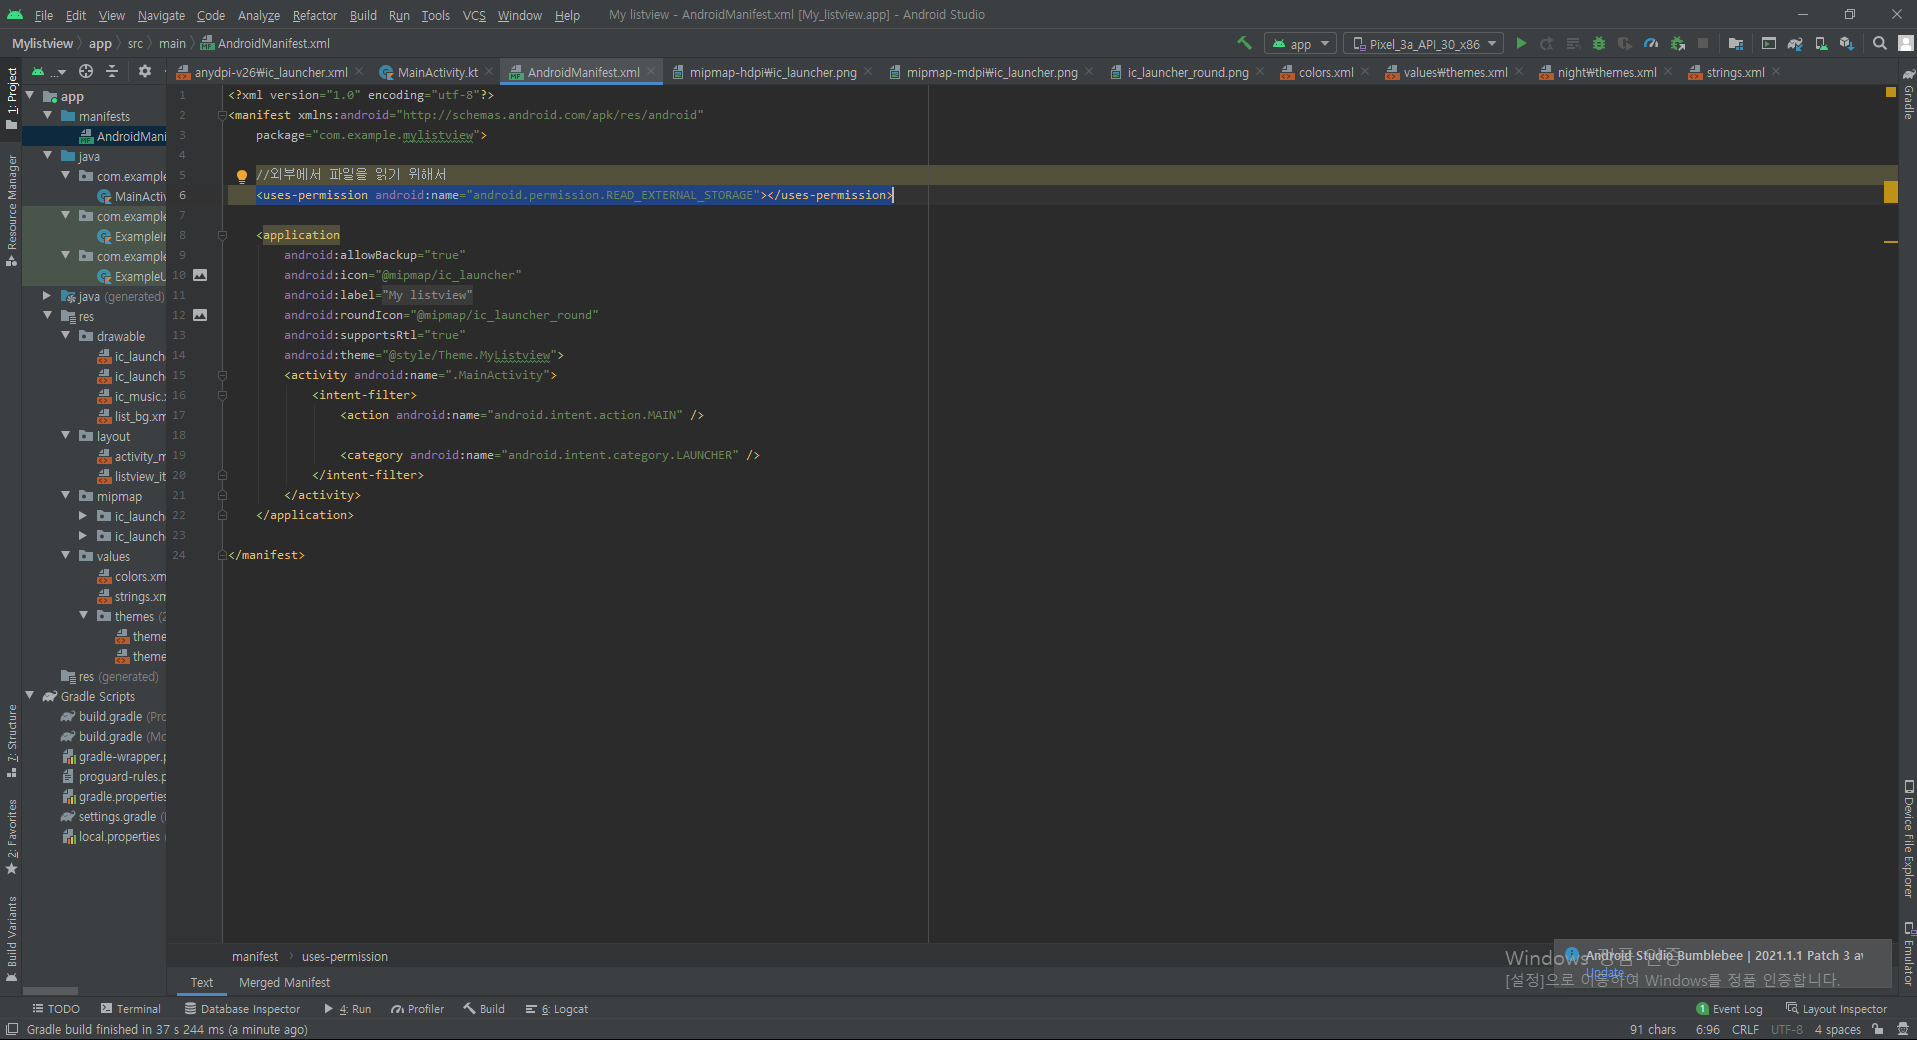 File Edit View Navigate Code Analyze Refactor Build Run Tools VCS Window Help My listview - AndroidManifest.xml [My_listview.app] - Android Studio
Mylistview app src main AndroidManifest.xml app Pixel_3a_API_30_x86
anydpi-v26₩ic_launcher.xml MainActivity.kt AndroidManifest.xml mipmap-hdpi₩ic_launcher.png mipmap-mdpi₩ic_launcher.png ic_launcher_round.png colors.xml values₩themes.xml night₩themes.xml strings.xml
1: Project
Resource Manager
7: Structure
2: Favorites
Build Variants
...
app
manifests
AndroidMani
java
com.example
MainActiv
com.example
ExampleIn
com.example
ExampleU
java (generated)
res
drawable
ic_launch
ic_launch
ic_music.x
list_bg.xm
layout
activity_m
listview_it
mipmap
ic_launch
ic_launch
values
colors.xm
strings.xm
themes (2
theme
theme
res (generated)
Gradle Scripts
build.gradle (Pro
build.gradle (Mo
gradle-wrapper.p
proguard-rules.p
gradle.properties
settings.gradle (
local.properties
1 <?xml version="1.0" encoding="utf-8"?>
2 <manifest xmlns:android="http://schemas.android.com/apk/res/android"
3 package="com.example.mylistview">
4
5 //외부에서 파일을 읽기 위해서
6 <uses-permission android:name="android.permission.READ_EXTERNAL_STORAGE"></uses-permission>
7
8 <application
9 android:allowBackup="true"
10 android:icon="@mipmap/ic_launcher"
11 android:label="My listview"
12 android:roundIcon="@mipmap/ic_launcher_round"
13 android:supportsRtl="true"
14 android:theme="@style/Theme.MyListview">
15 <activity android:name=".MainActivity">
16 <intent-filter>
17 <action android:name="android.intent.action.MAIN" />
18
19 <category android:name="android.intent.category.LAUNCHER" />
20 </intent-filter>
21 </activity>
22 </application>
23
24 </manifest>
Gradle
Device File Explorer
Emulator
manifest uses-permission
Text Merged Manifest
Windows 정품 인증
[설정]으로 이동하여 Windows를 정품 인증합니다.
Android Studio Bumblebee | 2021.1.1 Patch 3 av
Update...
TODO Terminal Database Inspector 4: Run Profiler Build 6: Logcat 1 Event Log Layout Inspector
Gradle build finished in 37 s 244 ms (a minute ago) 91 chars 6:96 CRLF UTF-8 4 spaces